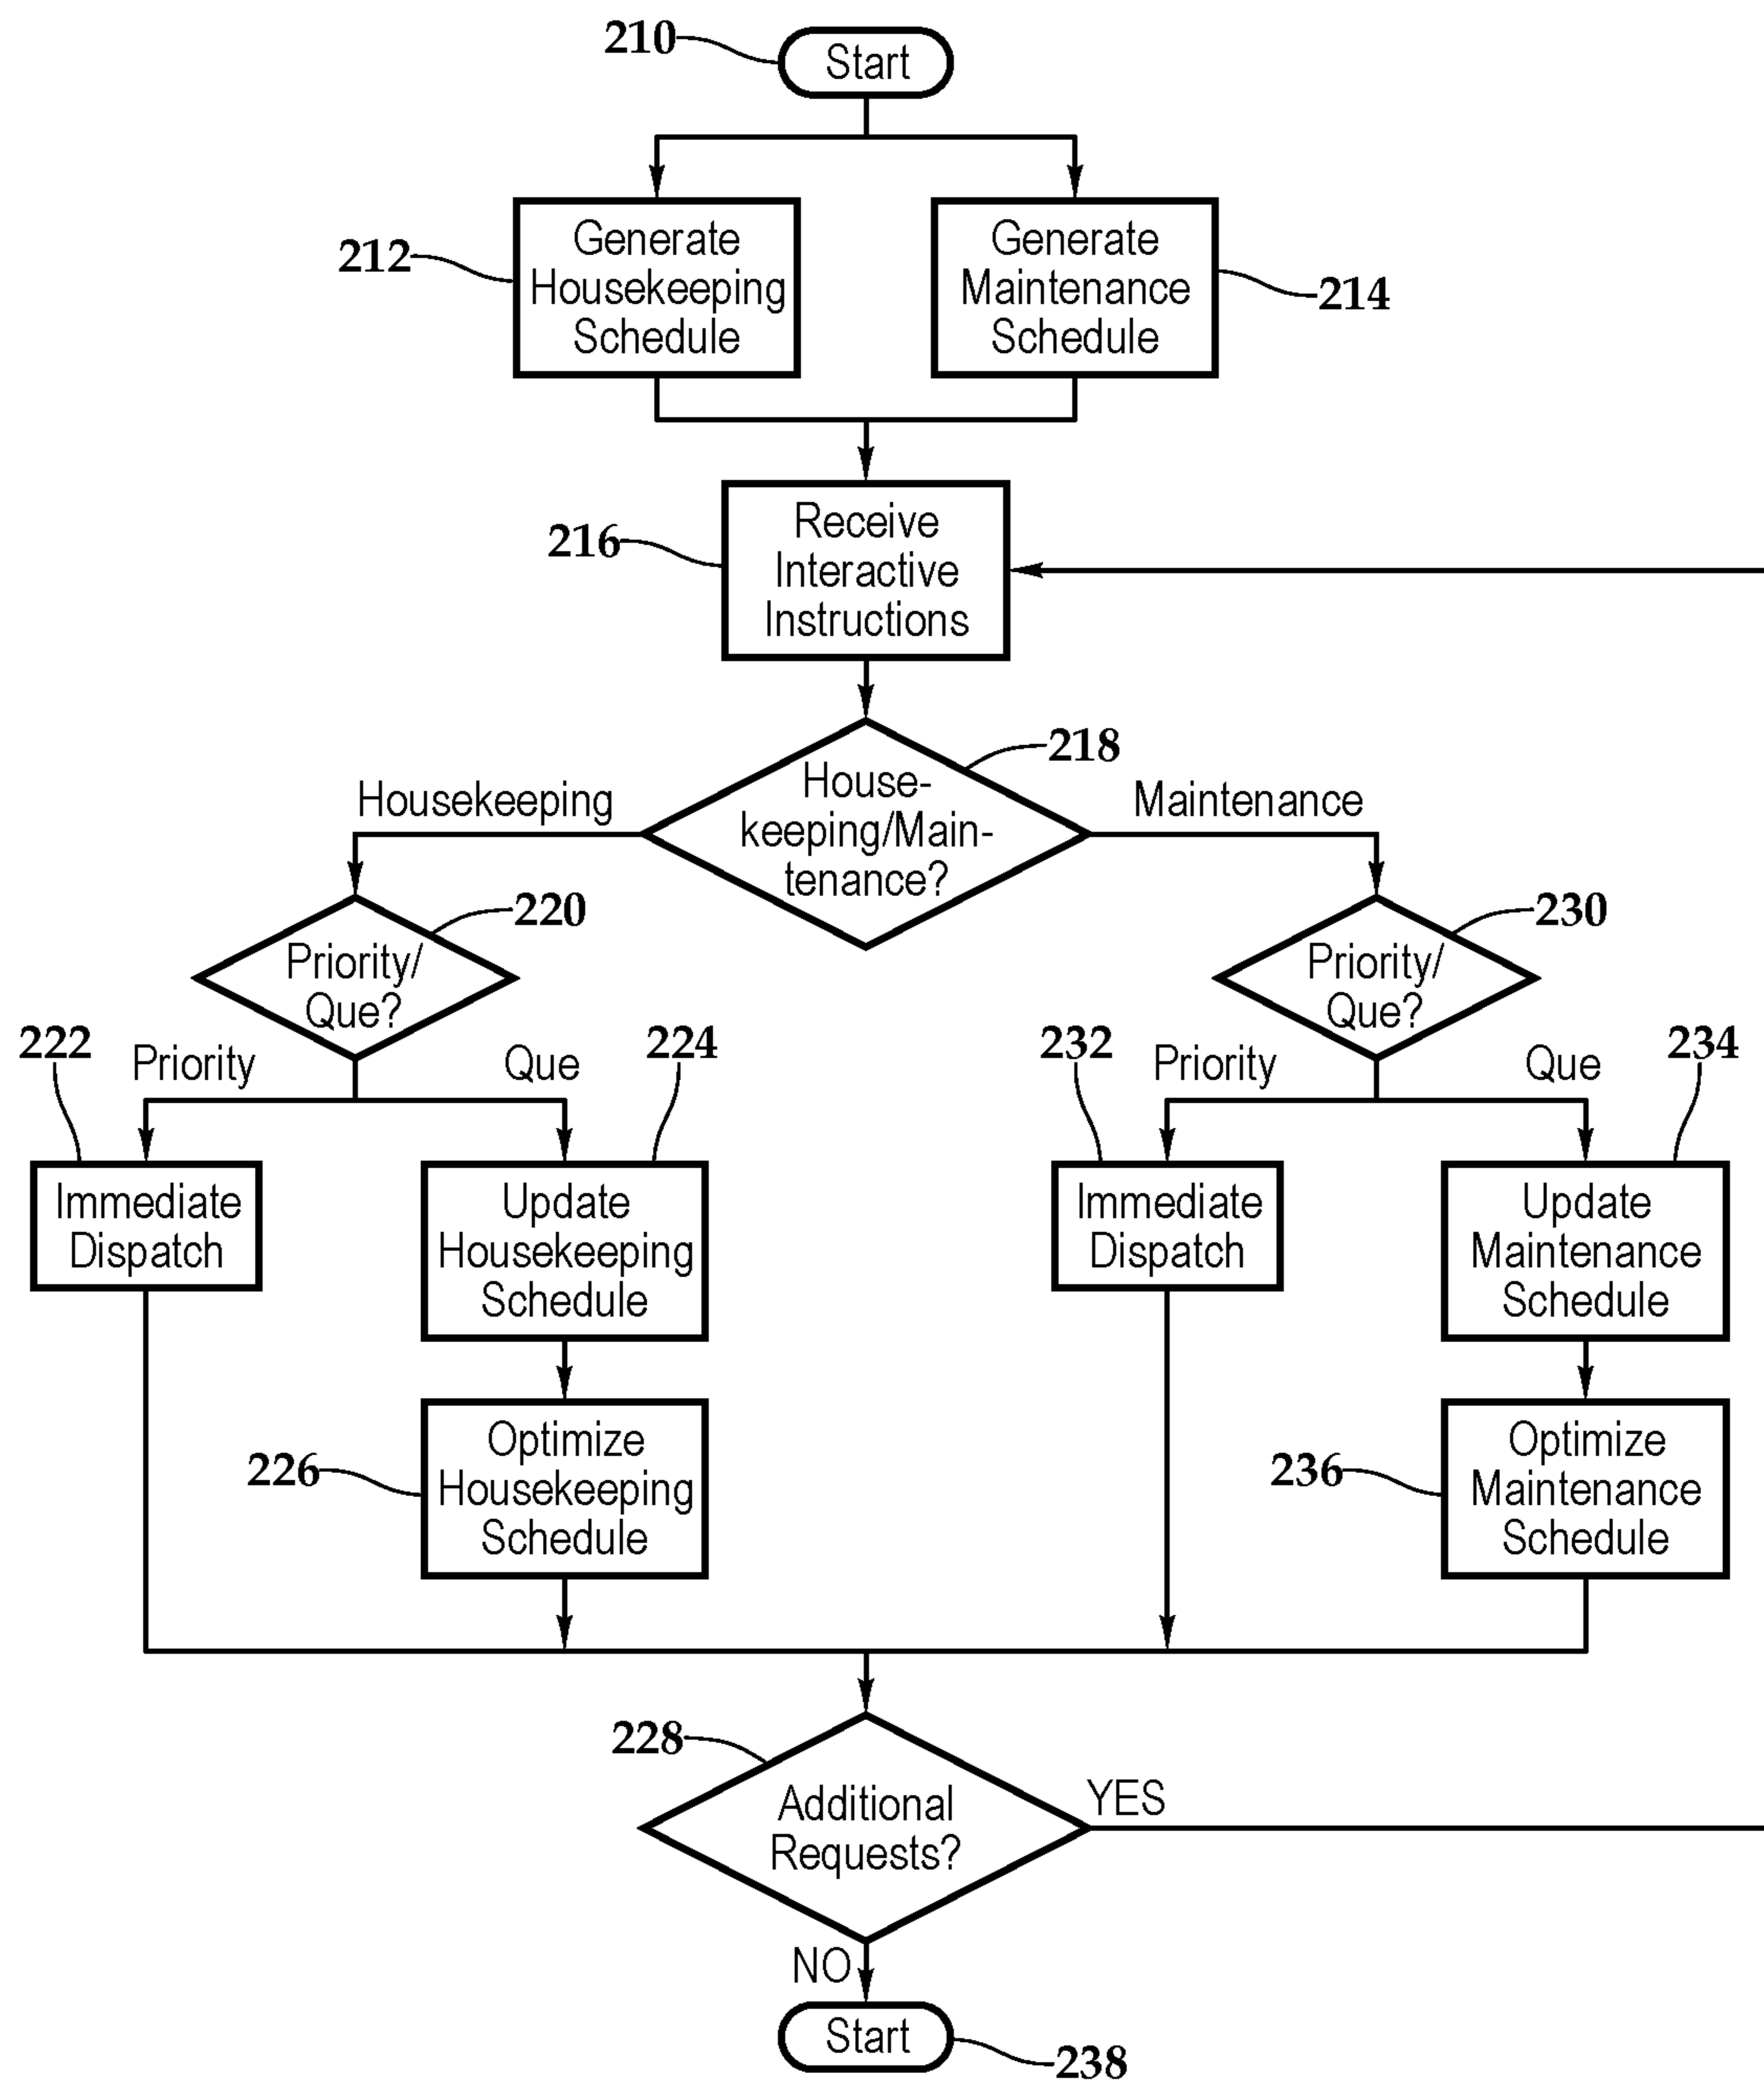 210
Start
212
Generate
Housekeeping
Schedule
Generate
Maintenance
Schedule
214
216
Receive
Interactive
Instructions
218
House-
keeping/Main-
tenance?
Housekeeping
Maintenance
220
Priority/
Que?
230
Priority/
Que?
222
Priority
Que
224
232
Priority
Que
234
Immediate
Dispatch
Update
Housekeeping
Schedule
Immediate
Dispatch
Update
Maintenance
Schedule
226
Optimize
Housekeeping
Schedule
236
Optimize
Maintenance
Schedule
228
Additional
Requests?
YES
NO
Start
238